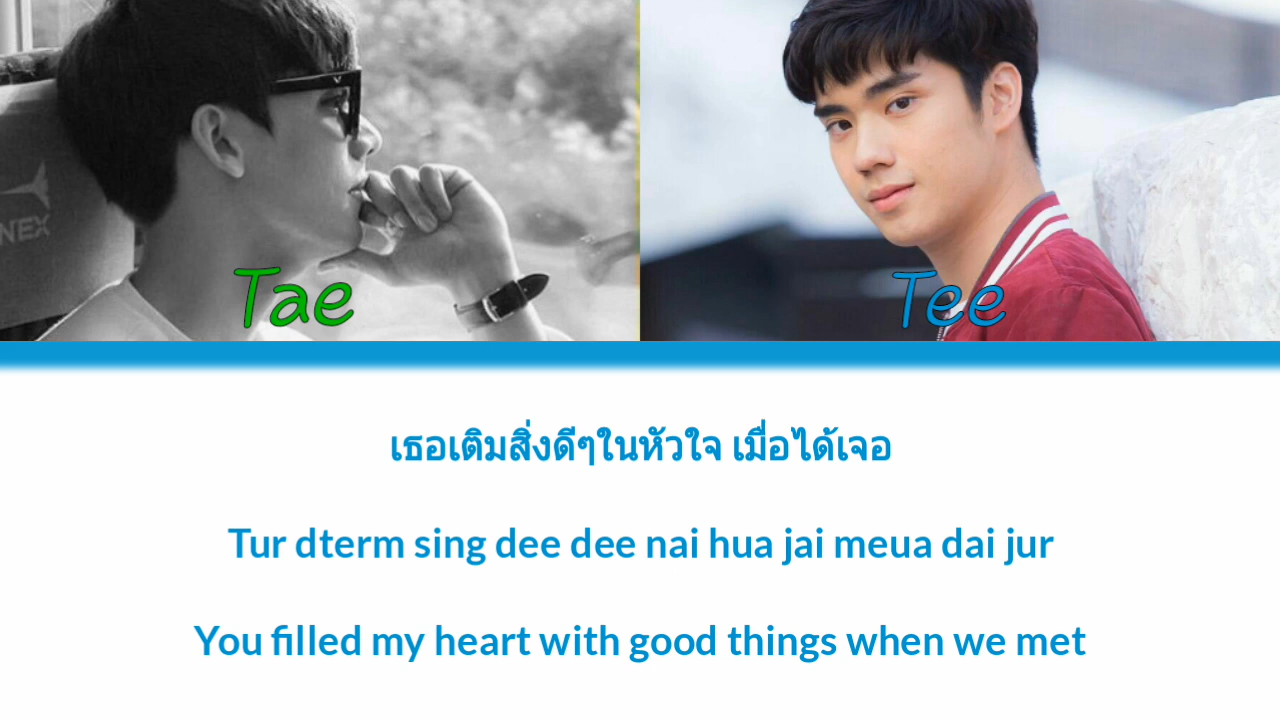 NEX
Tae
Tee
เธอเติมสิ่งดีๆในหัวใจ เมื่อได้เจอ
Tur dterm sing dee dee nai hua jai meua dai jur
You filled my heart with good things when we met